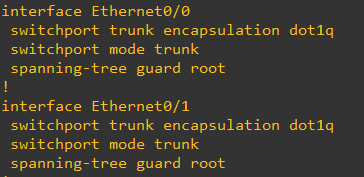 interface Ethernet0/0
 switchport trunk encapsulation dot1q
 switchport mode trunk
 spanning-tree guard root
!
interface Ethernet0/1
 switchport trunk encapsulation dot1q
 switchport mode trunk
 spanning-tree guard root